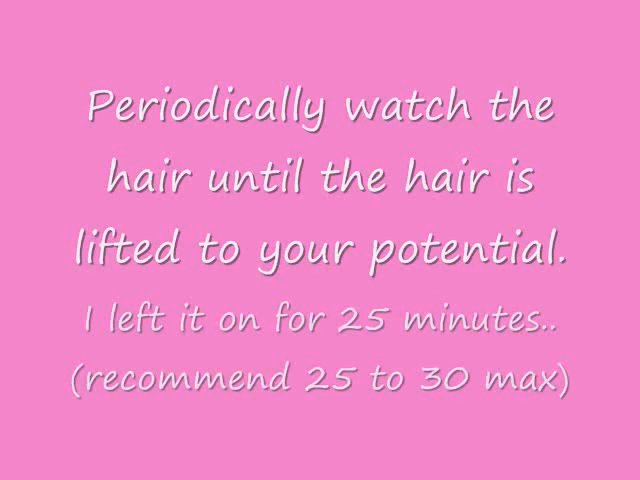 Periodically watch the
hair until the hair is
lifted to your potential.
I left it on for 25 minutes..
(recommend 25 to 30 max)